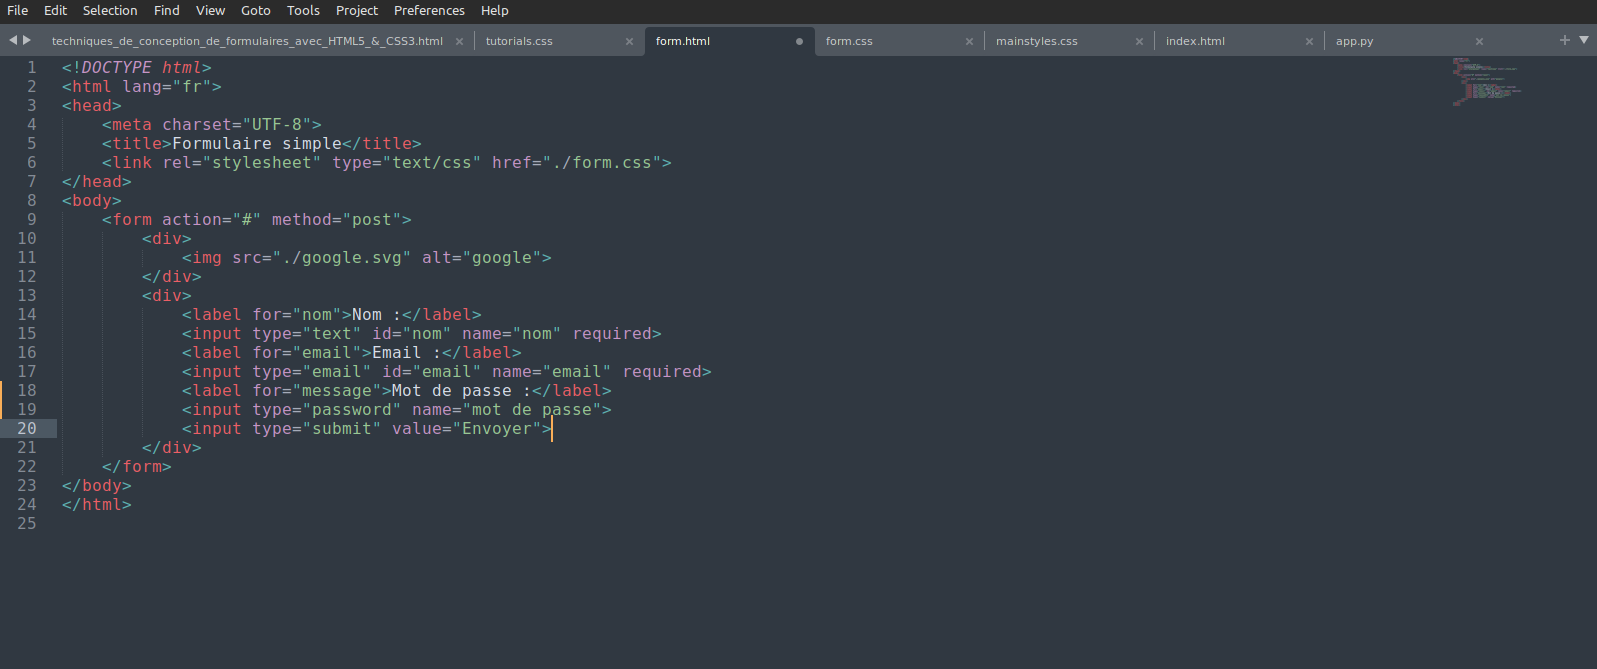 File Edit Selection Find View Goto Tools Project Preferences Help
techniques_de_conception_de_formulaires_avec_HTML5_&_CSS3.html tutorials.css form.html form.css mainstyles.css index.html app.py
1 <!DOCTYPE html>
2 <html lang="fr">
3 <head>
4 <meta charset="UTF-8">
5 <title>Formulaire simple</title>
6 <link rel="stylesheet" type="text/css" href="./form.css">
7 </head>
8 <body>
9 <form action="#" method="post">
10 <div>
11 <img src="./google.svg" alt="google">
12 </div>
13 <div>
14 <label for="nom">Nom :</label>
15 <input type="text" id="nom" name="nom" required>
16 <label for="email">Email :</label>
17 <input type="email" id="email" name="email" required>
18 <label for="message">Mot de passe :</label>
19 <input type="password" name="mot de passe">
20 <input type="submit" value="Envoyer">
21 </div>
22 </form>
23 </body>
24 </html>
25